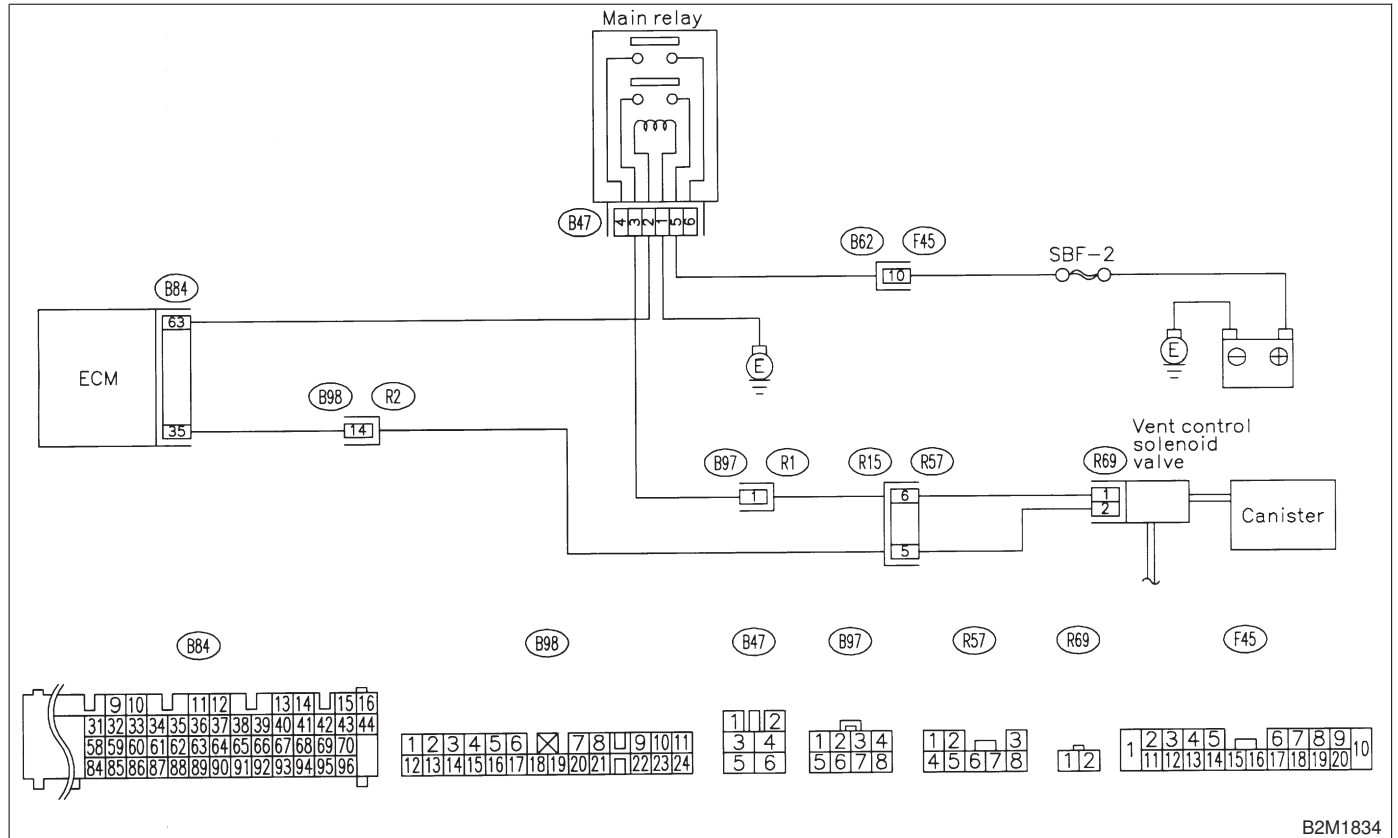 Main relay
B47
4 3 2 1 5 6
B62 F45
10
SBF-2
B84
63
ECM
35
E
E
⊖ ⊕
B98 R2
14
B97 R1
1
R15 R57
6
5
Vent control
solenoid
valve
R69
1
2
Canister
B84
9 10 11 12 13 14 15 16
31 32 33 34 35 36 37 38 39 40 41 42 43 44
58 59 60 61 62 63 64 65 66 67 68 69 70
84 85 86 87 88 89 90 91 92 93 94 95 96
B98
1 2 3 4 5 6 7 8 9 10 11
12 13 14 15 16 17 18 19 20 21 22 23 24
B47
1 2
3 4
5 6
B97
1 2 3 4
5 6 7 8
R57
1 2 3
4 5 6 7 8
R69
1 2
F45
1 2 3 4 5 6 7 8 9 10
11 12 13 14 15 16 17 18 19 20
B2M1834